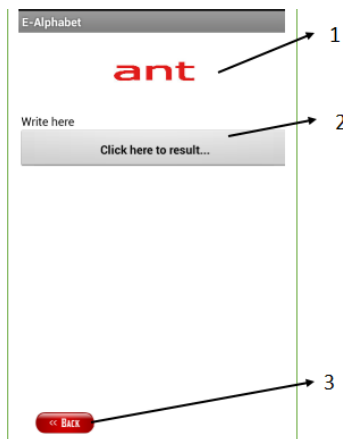 E-Alphabet
1
ant
Write here
2
Click here to result...
3
<< BACK